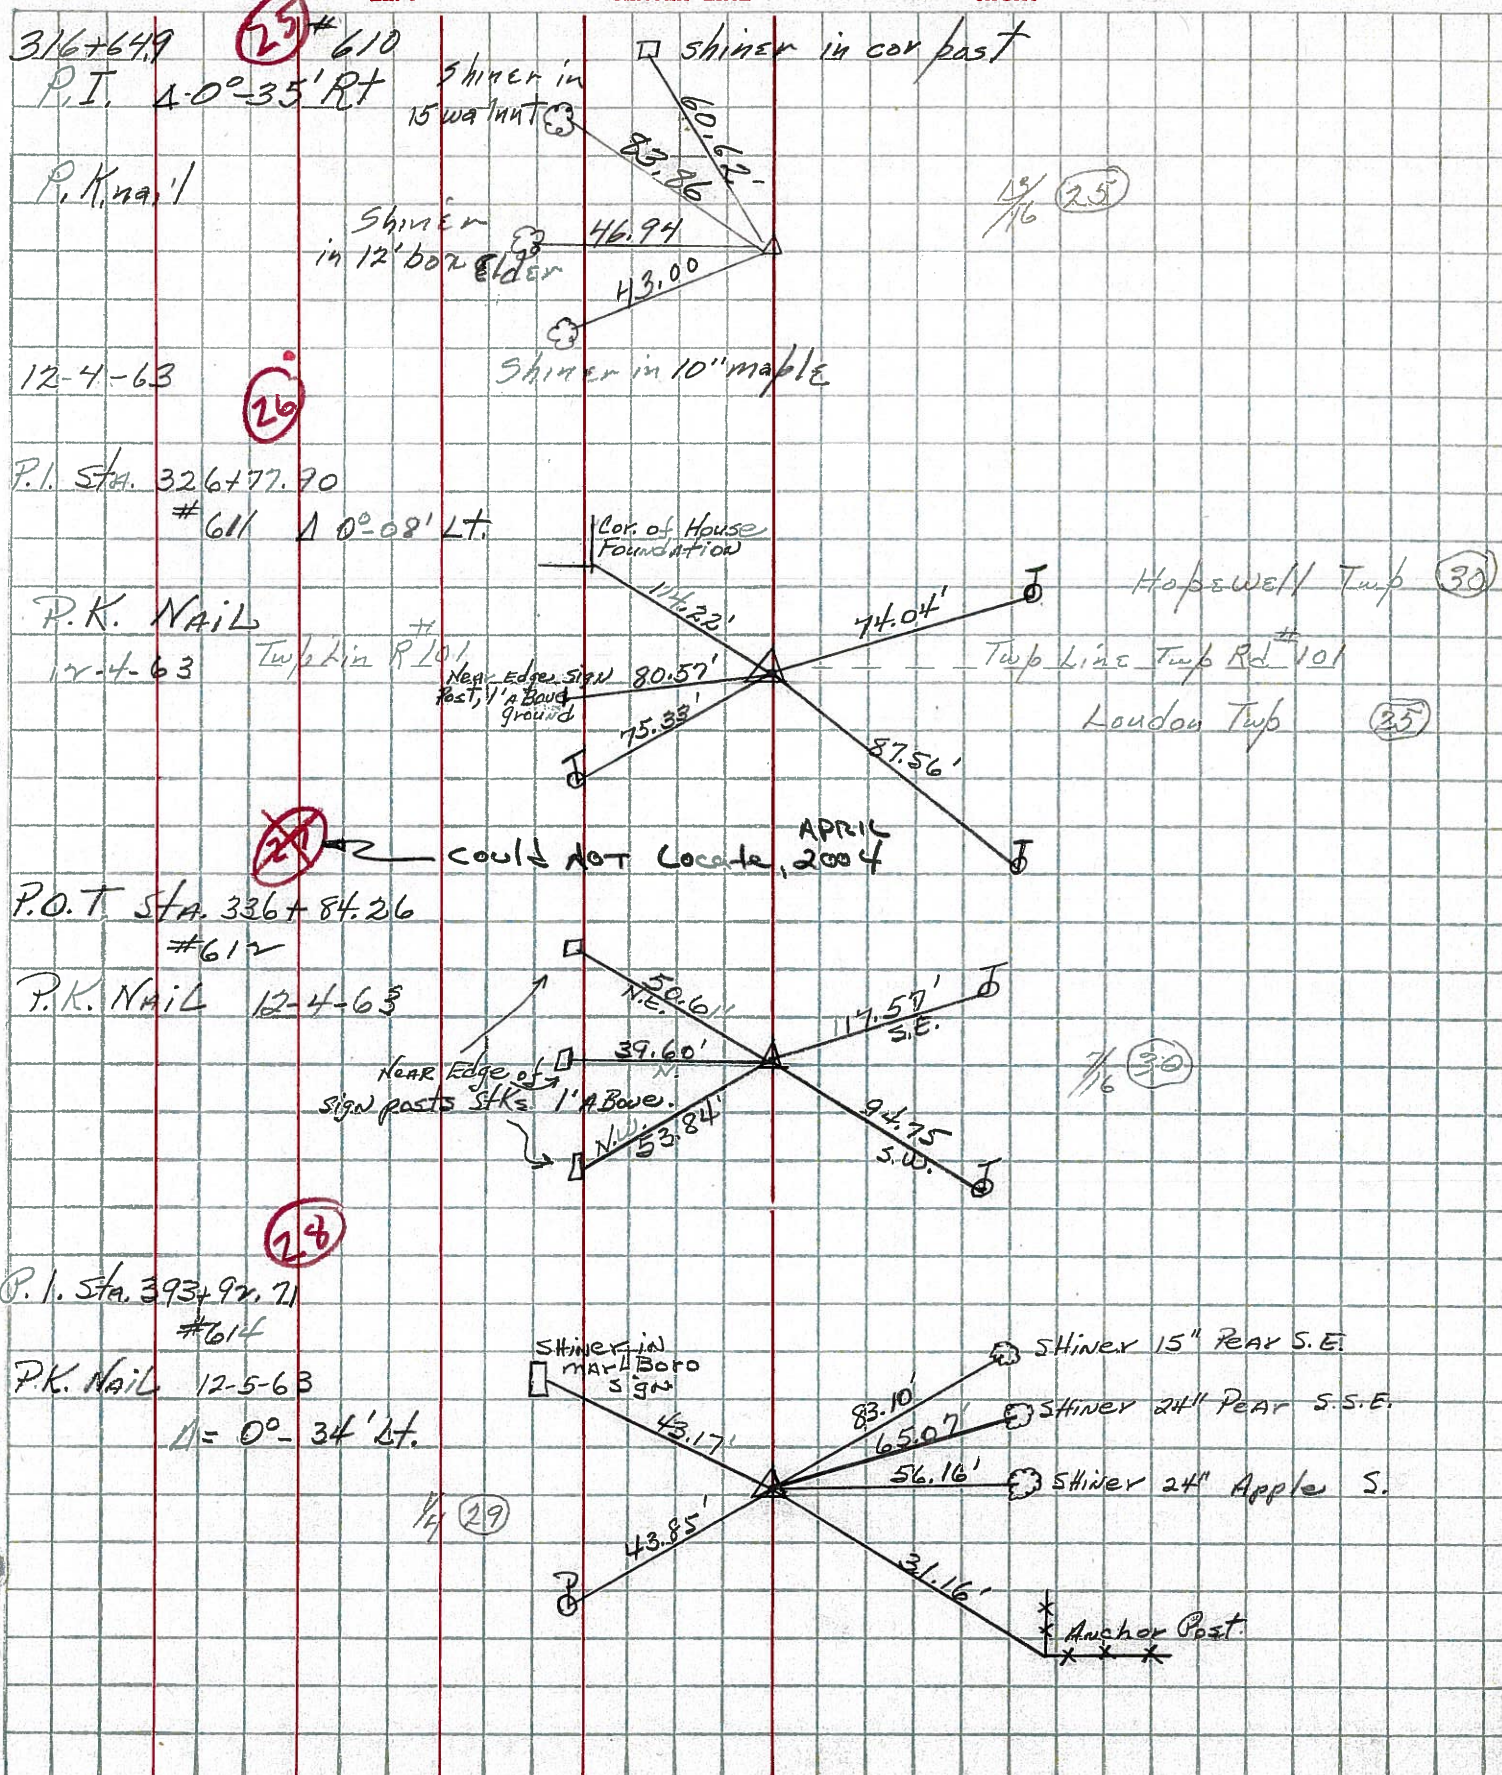 25
316+649 #610
P.I. Δ-0°-35' Rt
P.K. nail
Shiner in
15 walnut
shiner in cor post
60.62'
83.86
Shiner
in 12' box Elder
46.94
43.00
Shiner in 10" maple
25
12-4-63
26
P.I. Sta. 326+77.90
#611 Δ 0°-08' Lt.
P.K. NAIL
12-4-63
Cor. of House
Foundation
114.22'
74.04'
Hopewell Twp 30
Twp Lin R #101
Twp Line Twp Rd #101
Near Edge Sign
Post, 1' Above
ground
80.57'
75.33'
87.56'
Loudon Twp 25
27
Could NOT Locate, APRIL 2004
P.O.T Sta. 336+84.26
#612
P.K. NAIL 12-4-63
50.61'
N.E.
117.57'
S.E.
39.60'
N.
Near Edge of
sign posts Stks. 1' Above.
N.W.
53.84'
94.75
S.W.
7/16 30
28
P.I. Sta. 393+92.71
#614
P.K. NAIL 12-5-63
Δ = 0°-34' Lt.
Shiner in
marlBoro
sign
43.17'
83.10'
Shiner 15" Pear S.E.
65.07'
Shiner 24" Pear S.S.E.
56.16'
Shiner 24" Apple S.
1/4 29
43.85'
P
31.16'
Anchor Post.